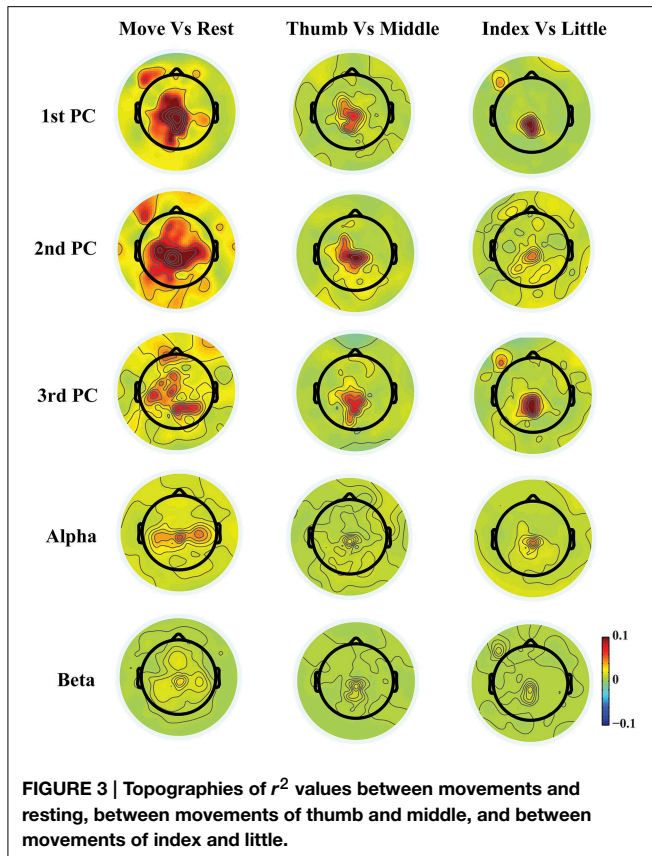 Move Vs Rest Thumb Vs Middle Index Vs Little
1st PC
2nd PC
3rd PC
Alpha
Beta
0.1
0
−0.1
FIGURE 3 | Topographies of r² values between movements and
resting, between movements of thumb and middle, and between
movements of index and little.